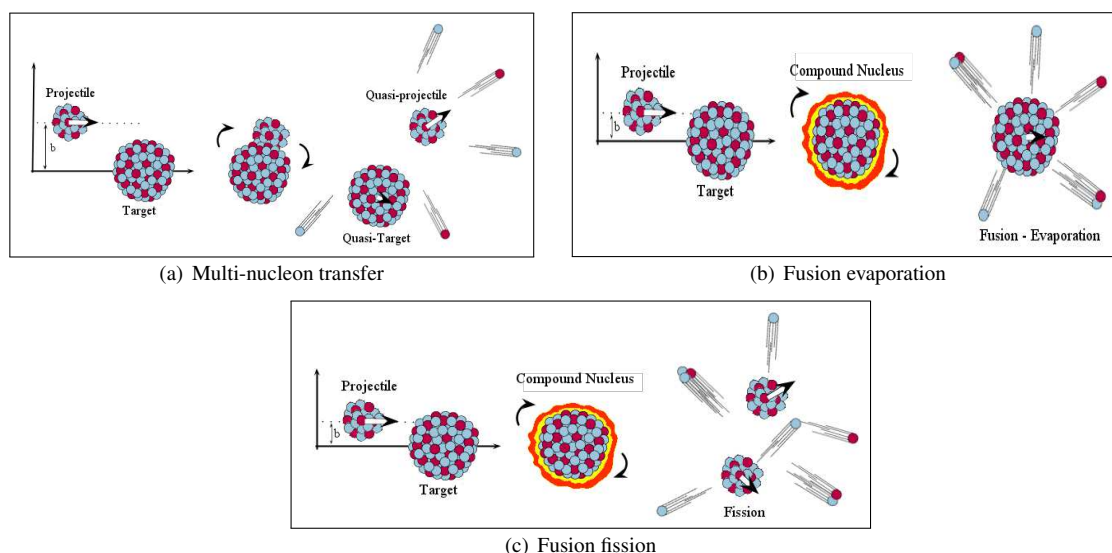 Projectile
b
Target
Quasi-projectile
Quasi-Target
(a) Multi-nucleon transfer
Projectile
b
Target
Compound Nucleus
Fusion - Evaporation
(b) Fusion evaporation
Projectile
b
Target
Compound Nucleus
Fission
(c) Fusion fission